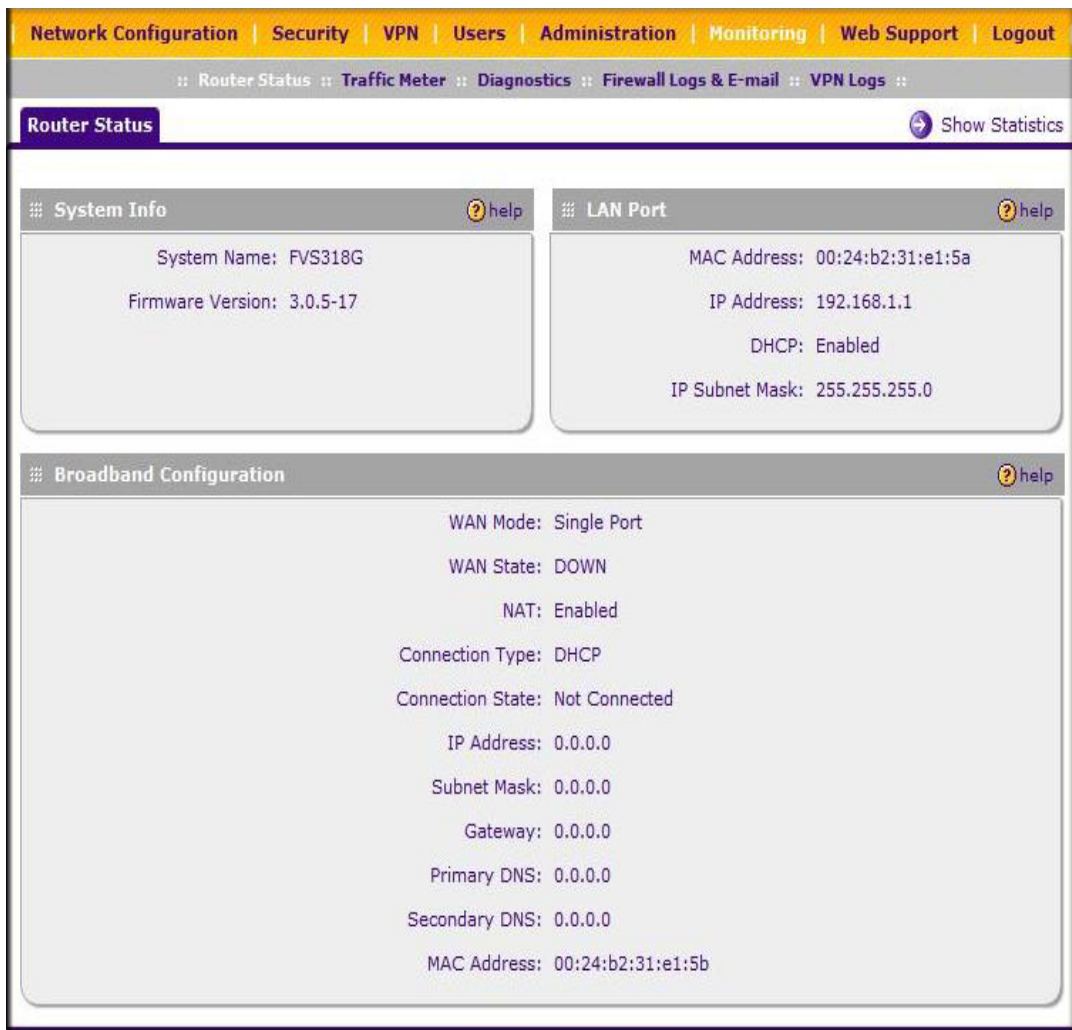 Network Configuration | Security | VPN | Users | Administration | Monitoring | Web Support | Logout
:: Router Status :: Traffic Meter :: Diagnostics :: Firewall Logs & E-mail :: VPN Logs ::
Router Status
Show Statistics
System Info
? help
System Name: FVS318G
Firmware Version: 3.0.5-17
LAN Port
? help
MAC Address: 00:24:b2:31:e1:5a
IP Address: 192.168.1.1
DHCP: Enabled
IP Subnet Mask: 255.255.255.0
Broadband Configuration
? help
WAN Mode: Single Port
WAN State: DOWN
NAT: Enabled
Connection Type: DHCP
Connection State: Not Connected
IP Address: 0.0.0.0
Subnet Mask: 0.0.0.0
Gateway: 0.0.0.0
Primary DNS: 0.0.0.0
Secondary DNS: 0.0.0.0
MAC Address: 00:24:b2:31:e1:5b